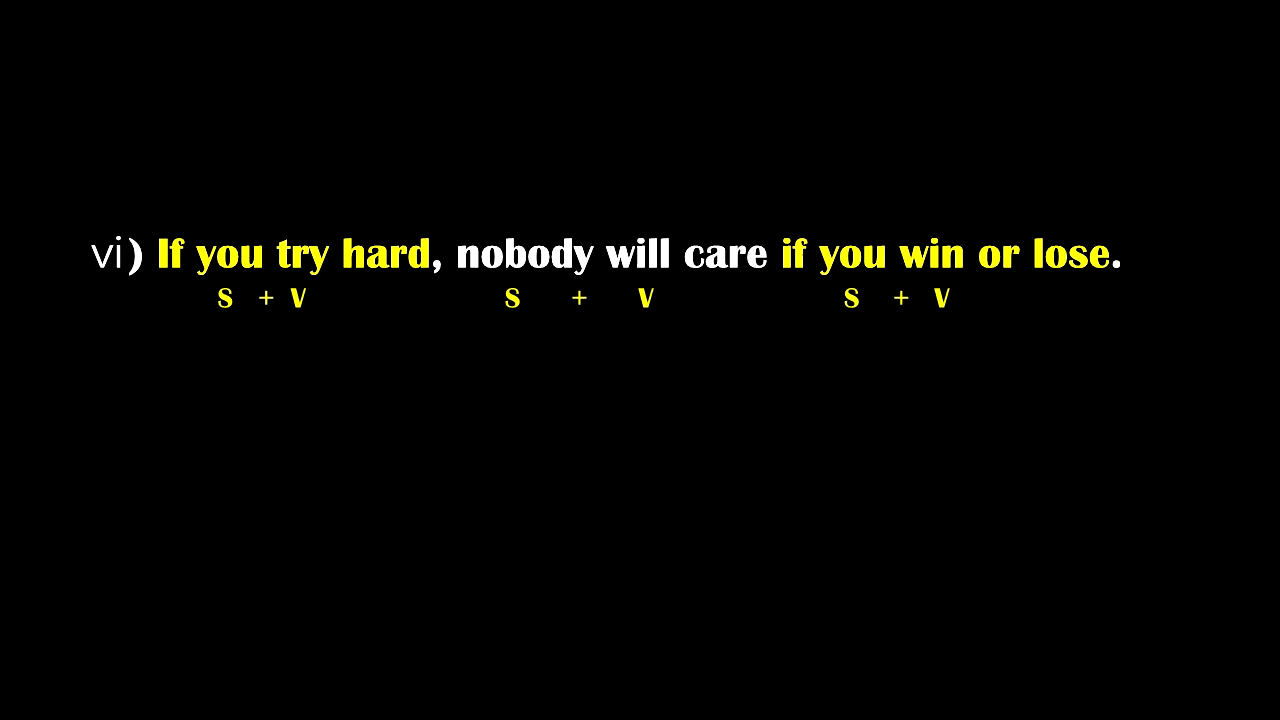 vi) If you try hard, nobody will care if you win or lose.
S + V S + V S + V